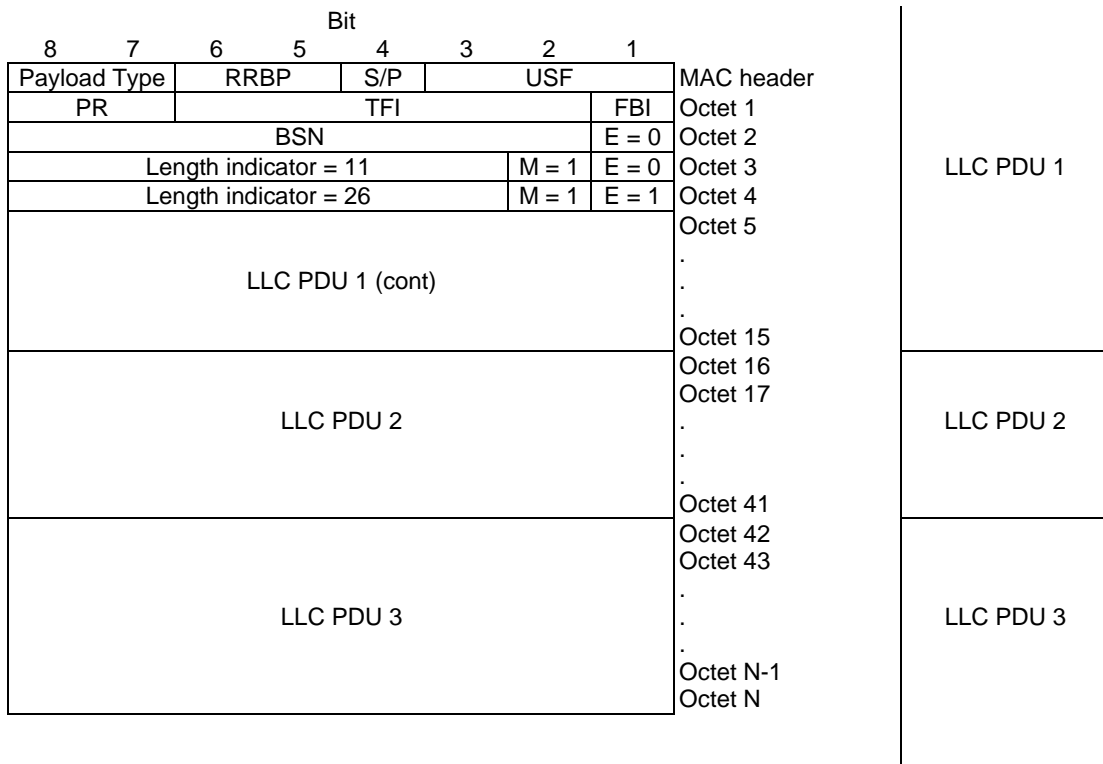 Bit
8 7 6 5 4 3 2 1
Payload Type RRBP S/P USF MAC header
PR TFI FBI Octet 1
BSN E = 0 Octet 2
Length indicator = 11 M = 1 E = 0 Octet 3
Length indicator = 26 M = 1 E = 1 Octet 4
Octet 5
.
LLC PDU 1 (cont) .
.
Octet 15
Octet 16
Octet 17
LLC PDU 2 .
.
.
Octet 41
Octet 42
Octet 43
.
LLC PDU 3 .
.
Octet N-1
Octet N
LLC PDU 1
LLC PDU 2
LLC PDU 3